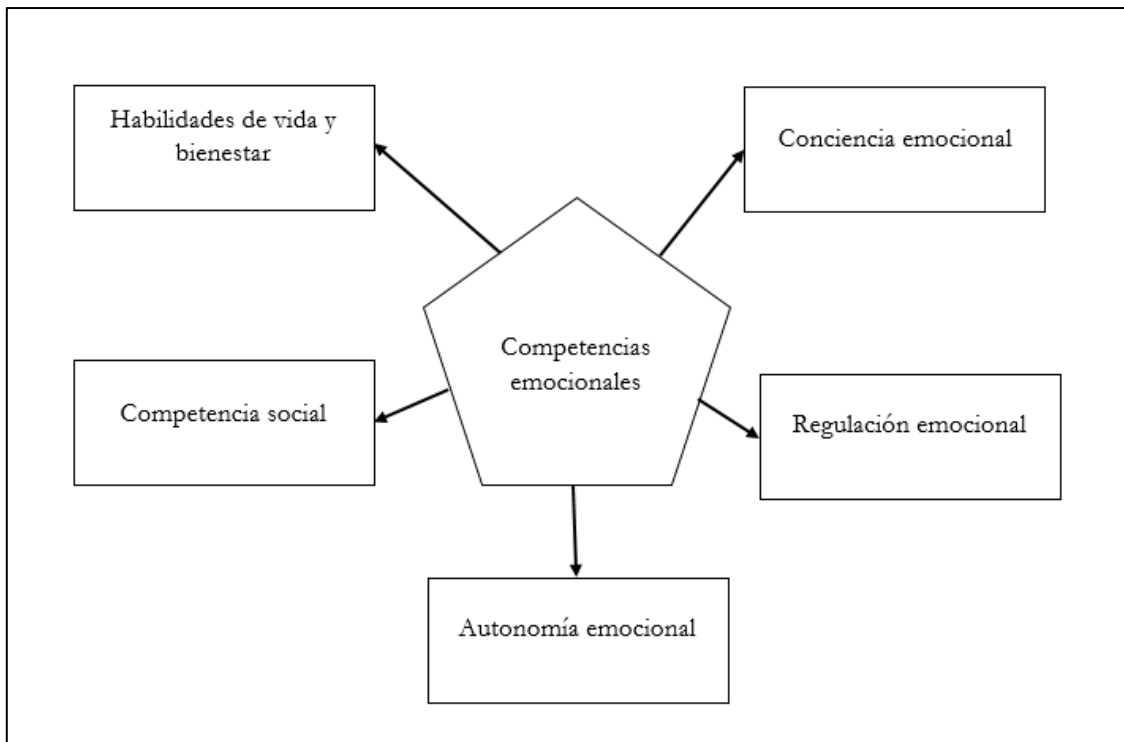 Habilidades de vida y
bienestar
Conciencia emocional
Competencias
emocionales
Competencia social
Regulación emocional
Autonomía emocional